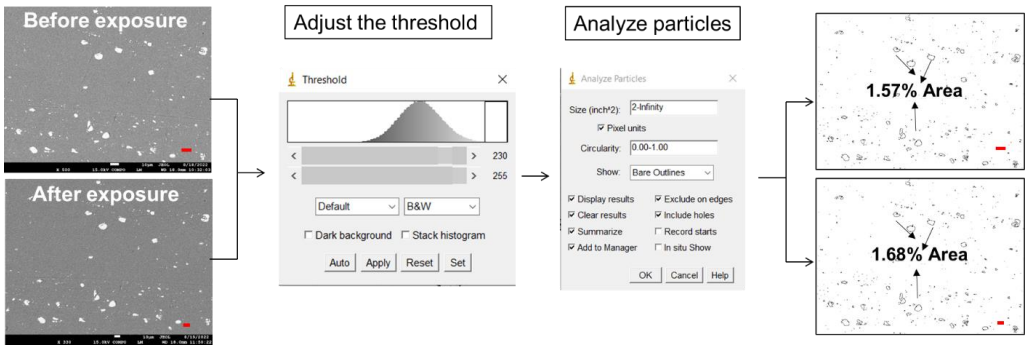 Before exposure
After exposure
Adjust the threshold
Threshold
230
255
Default
B&W
Dark background
Stack histogram
Auto
Apply
Reset
Set
Analyze particles
Analyze Particles
Size (inch^2): 2-Infinity
Pixel units
Circularity: 0.00-1.00
Show: Bare Outlines
Display results
Exclude on edges
Clear results
Include holes
Summarize
Record starts
Add to Manager
In situ Show
OK
Cancel
Help
1.57% Area
1.68% Area